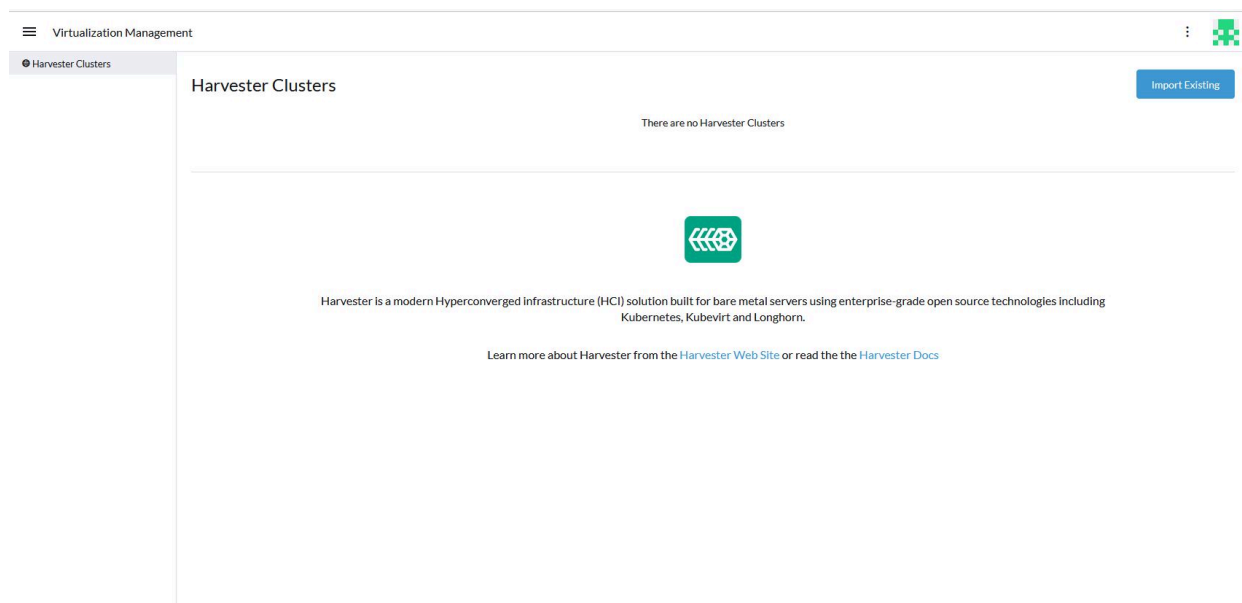 Virtualization Management
Harvester Clusters
Harvester Clusters
Import Existing
There are no Harvester Clusters
Harvester is a modern Hyperconverged infrastructure (HCI) solution built for bare metal servers using enterprise-grade open source technologies including
Kubernetes, Kubevirt and Longhorn.
Learn more about Harvester from the Harvester Web Site or read the the Harvester Docs